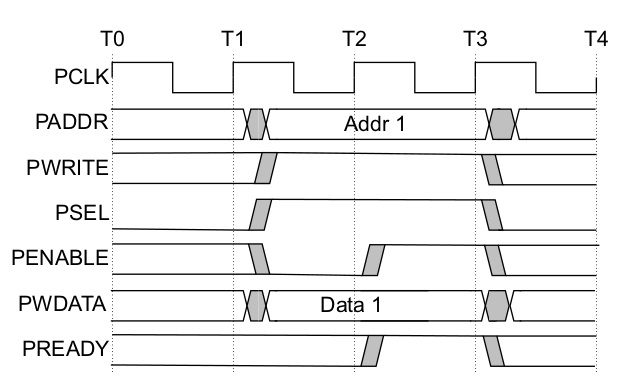 T0 T1 T2 T3 T4
PCLK
PADDR Addr 1
PWRITE
PSEL
PENABLE
PWDATA Data 1
PREADY